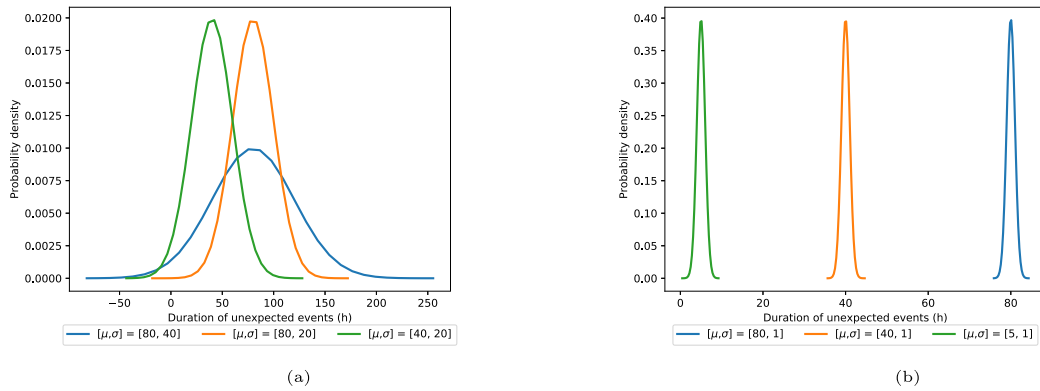 0.0200
0.0175
0.0150
0.0125
0.0100
0.0075
0.0050
0.0025
0.0000
Probability density
−50 0 50 100 150 200 250
Duration of unexpected events (h)
[μ,σ] = [80, 40] [μ,σ] = [80, 20] [μ,σ] = [40, 20]
(a)
0.40
0.35
0.30
0.25
0.20
0.15
0.10
0.05
0.00
Probability density
0 20 40 60 80
Duration of unexpected events (h)
[μ,σ] = [80, 1] [μ,σ] = [40, 1] [μ,σ] = [5, 1]
(b)